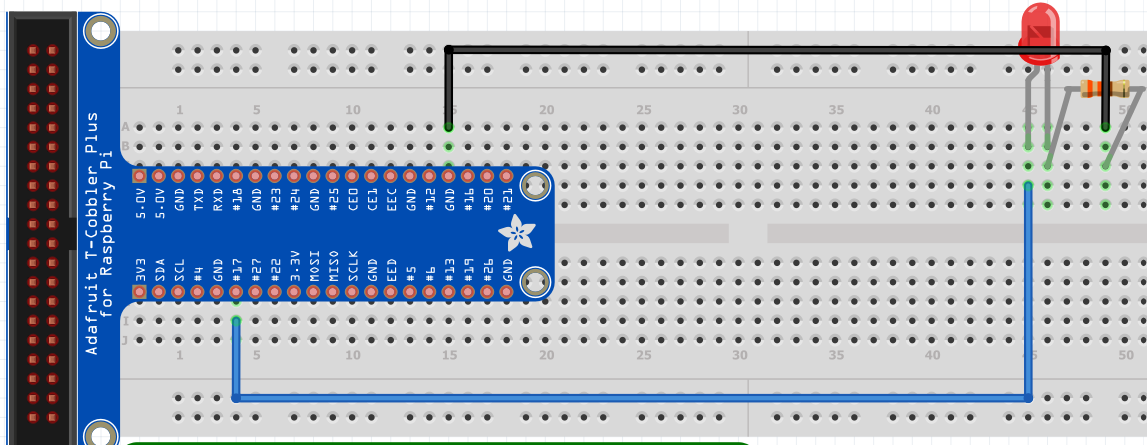 Adafruit T-Cobbler Plus
for Raspberry Pi
1 5 10 15 20 25 30 35 40 45 50
A
B
5.0V 5.0V GND TXD RXD #18 GND #23 #24 GND #25 CE0 CE1 EEC GND #12 GND #16 #20 #21
3V3 SDA SCL #4 GND #17 #27 #22 3.3V MOSI MISO SCLK GND EED #5 #6 #13 #19 #26 GND
I
J
1 5 10 15 20 25 30 35 40 45 50